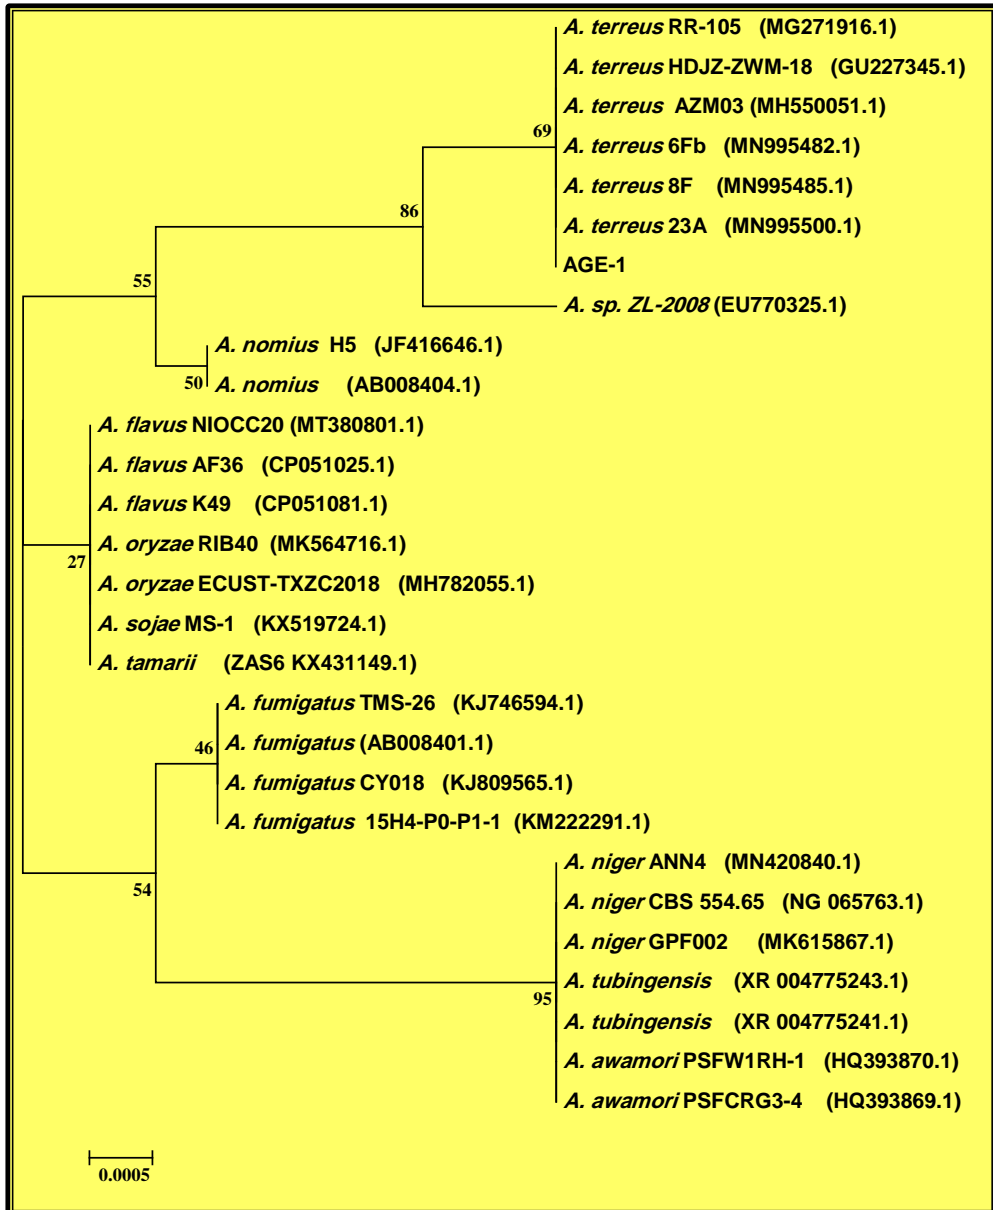 A. terreus RR-105 (MG271916.1)
A. terreus HDJZ-ZWM-18 (GU227345.1)
A. terreus AZM03 (MH550051.1)
69
A. terreus 6Fb (MN995482.1)
A. terreus 8F (MN995485.1)
86
A. terreus 23A (MN995500.1)
AGE-1
55
A. sp. ZL-2008 (EU770325.1)
A. nomius H5 (JF416646.1)
50
A. nomius (AB008404.1)
A. flavus NIOCC20 (MT380801.1)
A. flavus AF36 (CP051025.1)
A. flavus K49 (CP051081.1)
A. oryzae RIB40 (MK564716.1)
27
A. oryzae ECUST-TXZC2018 (MH782055.1)
A. sojae MS-1 (KX519724.1)
A. tamarii (ZAS6 KX431149.1)
A. fumigatus TMS-26 (KJ746594.1)
46
A. fumigatus (AB008401.1)
A. fumigatus CY018 (KJ809565.1)
A. fumigatus 15H4-P0-P1-1 (KM222291.1)
A. niger ANN4 (MN420840.1)
54
A. niger CBS 554.65 (NG 065763.1)
A. niger GPF002 (MK615867.1)
A. tubingensis (XR 004775243.1)
95
A. tubingensis (XR 004775241.1)
A. awamori PSFW1RH-1 (HQ393870.1)
A. awamori PSFCRG3-4 (HQ393869.1)
0.0005